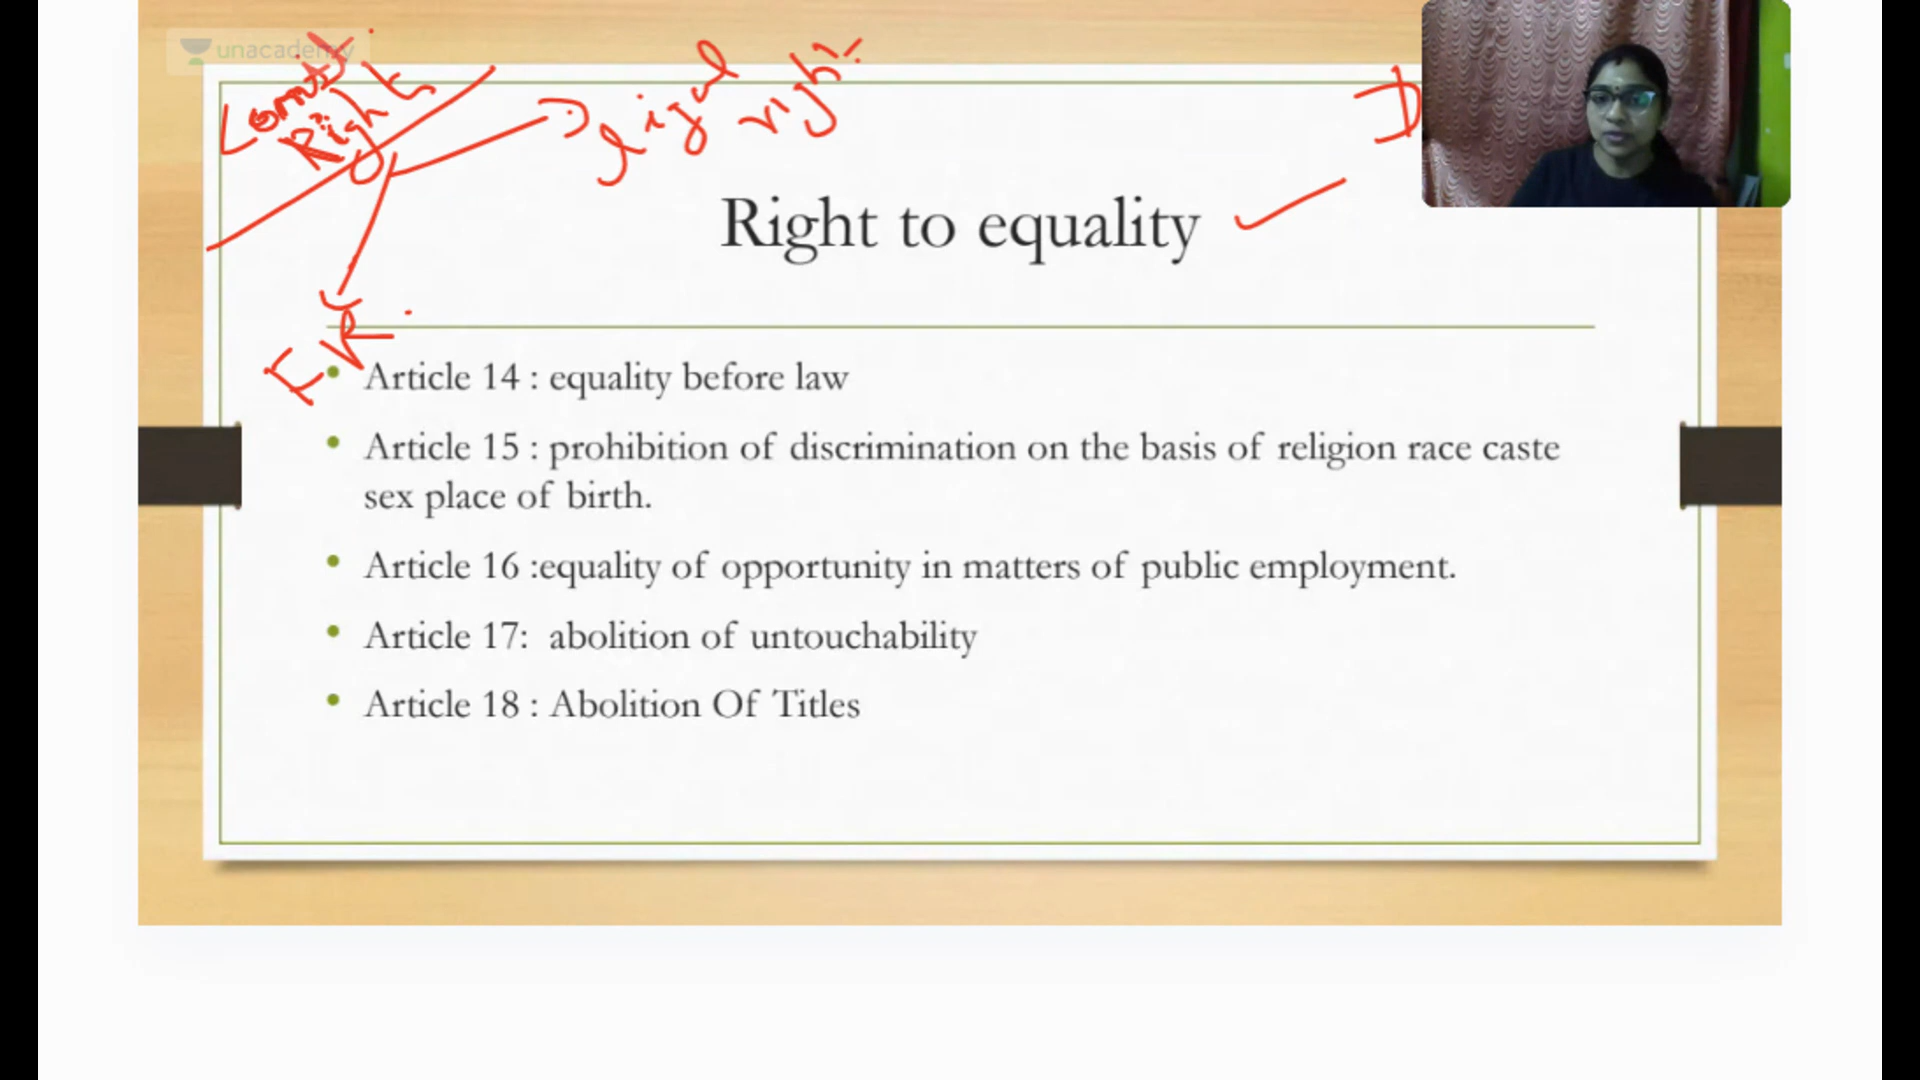 unacademy
Right
ligal
right
Right to equality
F.R.
Article 14 : equality before law
Article 15 : prohibition of discrimination on the basis of religion race caste
sex place of birth.
Article 16 :equality of opportunity in matters of public employment.
Article 17: abolition of untouchability
Article 18 : Abolition Of Titles